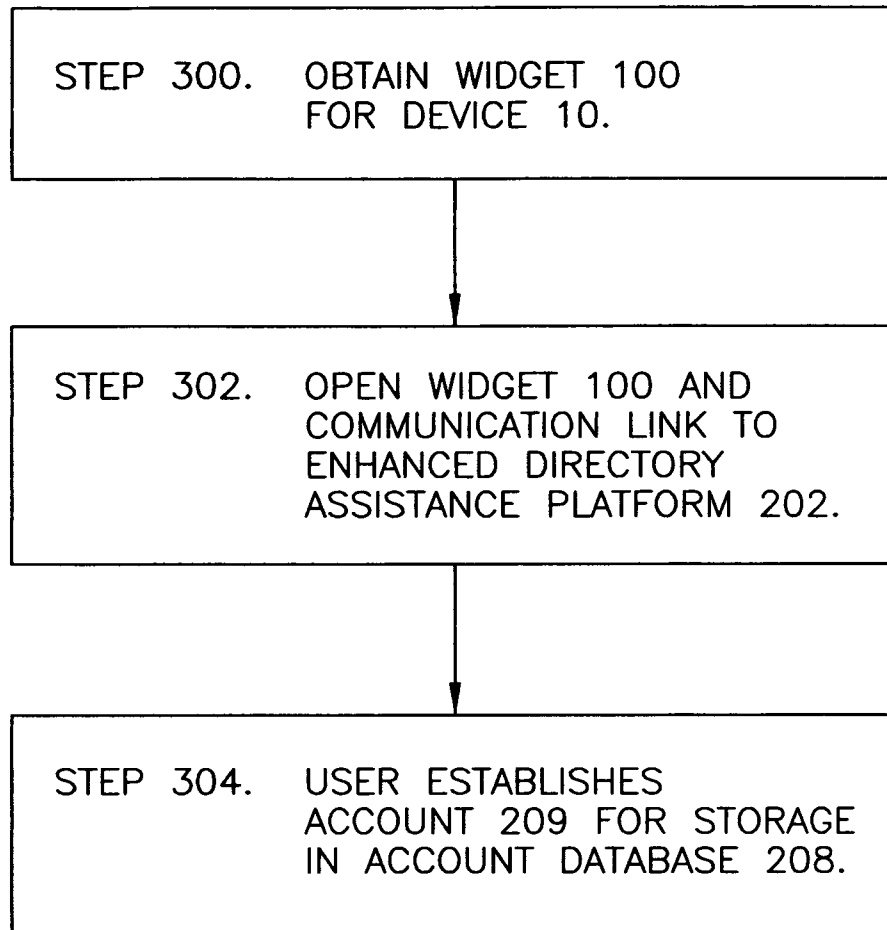 STEP 300. OBTAIN WIDGET 100
FOR DEVICE 10.
STEP 302. OPEN WIDGET 100 AND
COMMUNICATION LINK TO
ENHANCED DIRECTORY
ASSISTANCE PLATFORM 202.
STEP 304. USER ESTABLISHES
ACCOUNT 209 FOR STORAGE
IN ACCOUNT DATABASE 208.